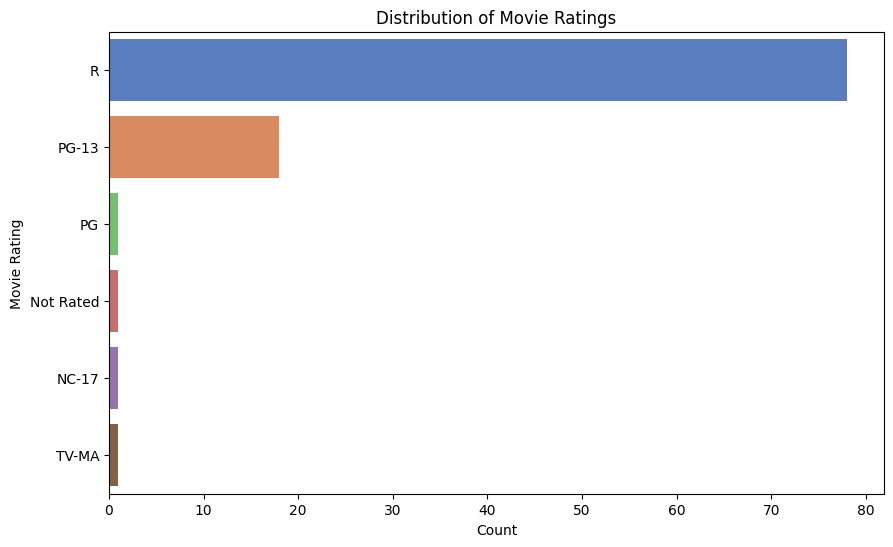 Distribution of Movie Ratings
Movie Rating
R
PG-13
PG
Not Rated
NC-17
TV-MA
0 10 20 30 40 50 60 70 80
Count